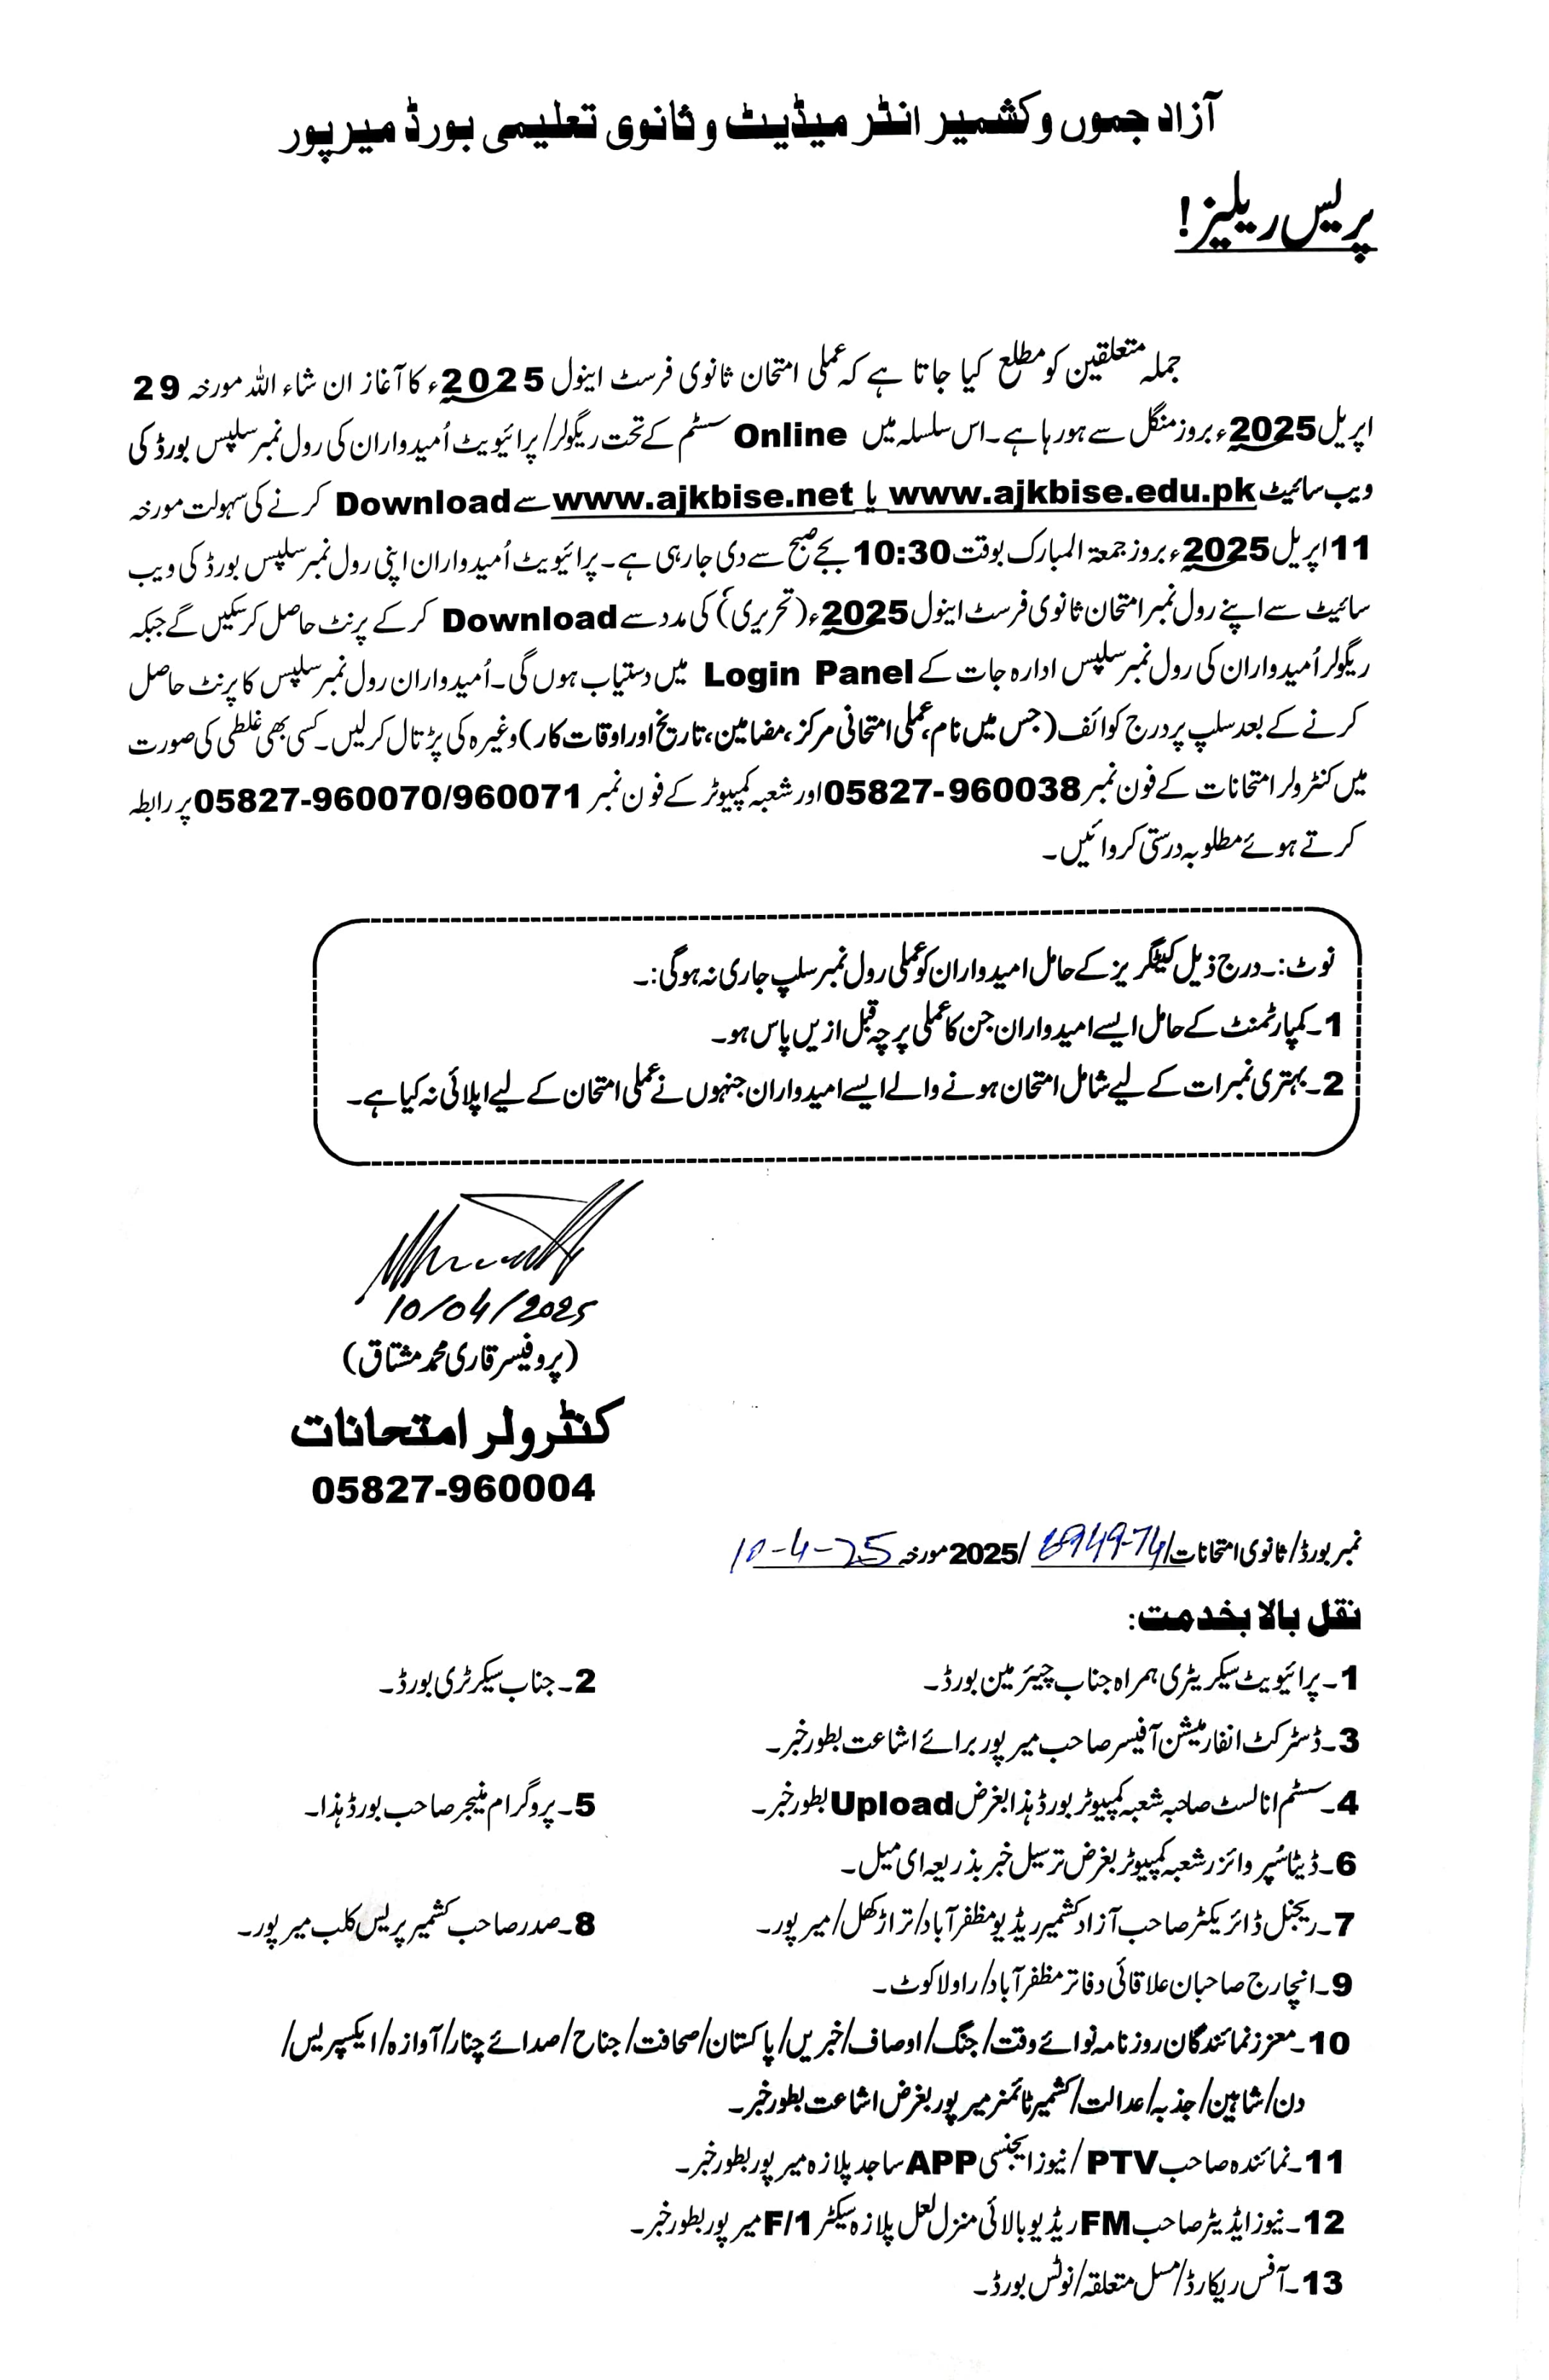 آزاد جموں و کشمیر انٹر میڈیٹ و ثانوی تعلیمی بورڈ میرپور
پریس ریلیز!
جملہ متعلقین کو مطلع کیا جاتا ہے کہ عملی امتحان ثانوی فرسٹ اینول 2025ء کا آغاز ان شاء اللہ مورخہ 29
اپریل 2025ء بروز منگل سے ہورہا ہے۔ اس سلسلہ میں Online سسٹم کے تحت ریگولر/ پرائیویٹ اُمیدواران کی رول نمبر سلپس بورڈ کی
ویب سائیٹ www.ajkbise.edu.pk یا www.ajkbise.net سے Download کرنے کی سہولت مورخہ
11 اپریل 2025ء بروز جمعۃ المبارک بوقت 10:30 بجے صبح سے دی جارہی ہے۔ پرائیویٹ اُمیدواران اپنی رول نمبر سلپس بورڈ کی ویب
سائیٹ سے اپنے رول نمبر امتحان ثانوی فرسٹ اینول 2025ء (تحریری) کی مدد سے Download کرکے پرنٹ حاصل کرسکیں گے جبکہ
ریگولر اُمیدواران کی رول نمبر سلپس ادارہ جات کے Login Panel میں دستیاب ہوں گی۔ اُمیدواران رول نمبر سلپس کا پرنٹ حاصل
کرنے کے بعد سلپ پر درج کوائف (جس میں نام، عملی امتحانی مرکز، مضامین، تاریخ اور اوقات کار) وغیرہ کی پڑتال کرلیں۔ کسی بھی غلطی کی صورت
میں کنٹرولر امتحانات کے فون نمبر 05827-960038 اور شعبہ کمپیوٹر کے فون نمبر 05827-960070/960071 پر رابطہ
کرتے ہوئے مطلوبہ درستی کروائیں۔
نوٹ:۔ درج ذیل کیٹگریز کے حامل امیدواران کو عملی رول نمبر سلپ جاری نہ ہوگی:۔
1۔ کمپارٹمنٹ کے حامل ایسے امیدواران جن کا عملی پرچہ قبل ازیں پاس ہو۔
2۔ بہتری نمبرات کے لیے شامل امتحان ہونے والے ایسے امیدواران جنہوں نے عملی امتحان کے لیے اپلائی نہ کیا ہے۔
10/04/2025
(پروفیسر قاری محمد مشتاق)
کنٹرولر امتحانات
05827-960004
نمبر بورڈ/ ثانوی امتحانات/ 6949-74 /2025 مورخہ 10-4-25
نقل بالا بخدمت:
1۔ پرائیویٹ سیکریٹری ہمراہ جناب چیئرمین بورڈ۔ 2۔ جناب سیکرٹری بورڈ۔
3۔ ڈسٹرکٹ انفارمیشن آفیسر صاحب میرپور برائے اشاعت بطور خبر۔
4۔ سسٹم انالسٹ صاحبہ شعبہ کمپیوٹر بورڈ ہذا بغرض Upload بطور خبر۔ 5۔ پروگرام منیجر صاحب بورڈ ہذا۔
6۔ ڈیٹا سُپروائزر شعبہ کمپیوٹر بغرض ترسیل خبر بذریعہ ای میل۔
7۔ ریجنل ڈائریکٹر صاحب آزاد کشمیر ریڈیو مظفرآباد/ تراڑکھل/ میرپور۔ 8۔ صدر صاحب کشمیر پریس کلب میرپور۔
9۔ انچارج صاحبان علاقائی دفاتر مظفرآباد/ راولاکوٹ۔
10۔ معزز نمائندگان روزنامہ نوائے وقت/ جنگ/ اوصاف/ خبریں/ پاکستان/ صحافت/ جناح/ صدائے چنار/ آوازہ/ ایکسپریس/
دن/ شاہین/ جذبہ/ عدالت/ کشمیر ٹائمنر میرپور بغرض اشاعت بطور خبر۔
11۔ نمائندہ صاحب PTV/ نیوز ایجنسی APP ساجد پلازہ میرپور بطور خبر۔
12۔ نیوز ایڈیٹر صاحب FM ریڈیو بالائی منزل لعل پلازہ سیکٹر F/1 میرپور بطور خبر۔
13۔ آفس ریکارڈ/ مسل متعلقہ/ نوٹس بورڈ۔